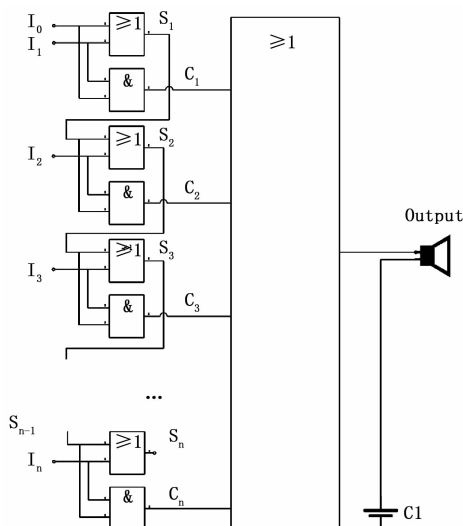 I₀ ≥1 S₁
I₁
& C₁
≥1
≥1 S₂
I₂
& C₂
Output
≥1 S₃
I₃
& C₃
...
Sₙ₋₁
≥1 Sₙ
Iₙ
& Cₙ
C1